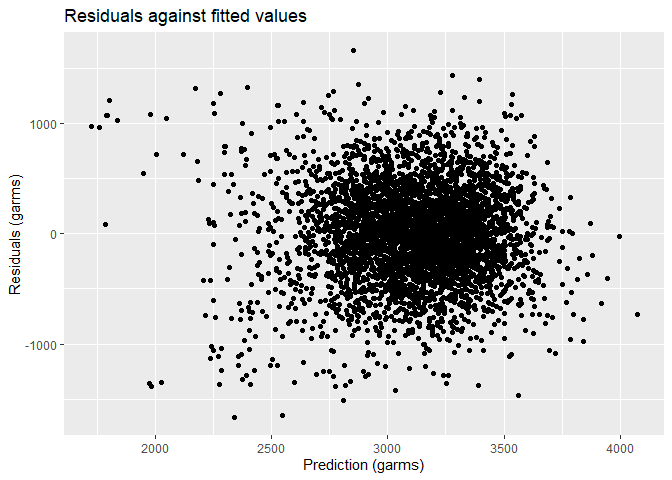 Residuals against fitted values
Residuals (garms)
1000
0
-1000
2000 2500 3000 3500 4000
Prediction (garms)